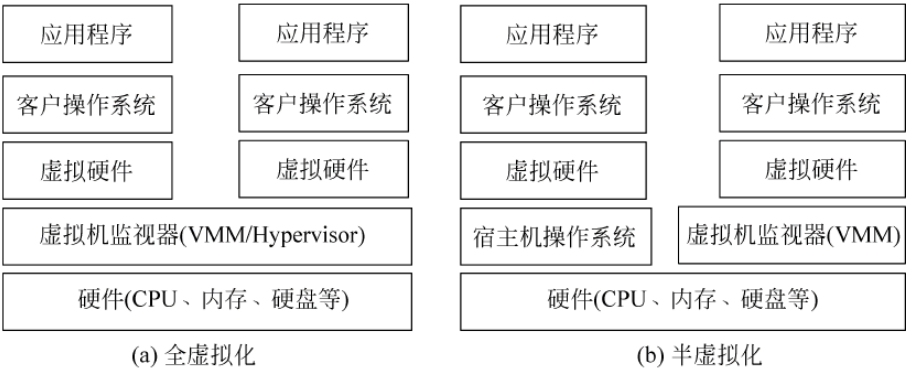 应用程序 应用程序 应用程序 应用程序
客户操作系统 客户操作系统 客户操作系统 客户操作系统
虚拟硬件 虚拟硬件 虚拟硬件 虚拟硬件
虚拟机监视器(VMM/Hypervisor) 宿主机操作系统 虚拟机监视器(VMM)
硬件(CPU、内存、硬盘等) 硬件(CPU、内存、硬盘等)
(a) 全虚拟化 (b) 半虚拟化